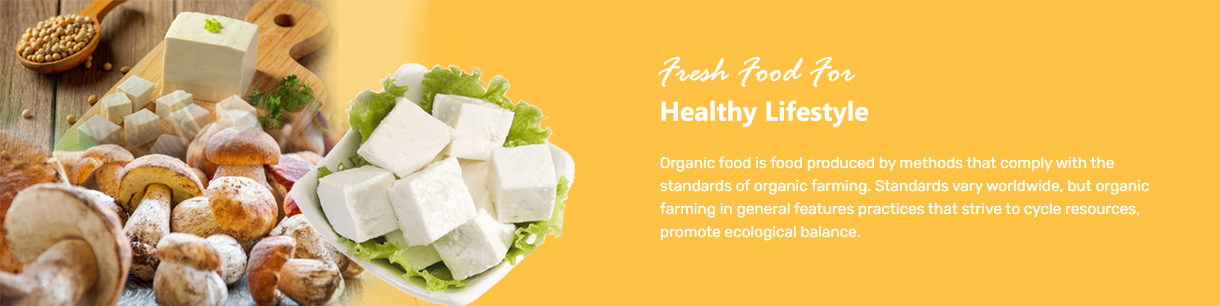 Fresh Food For
Healthy Lifestyle
Organic food is food produced by methods that comply with the
standards of organic farming. Standards vary worldwide, but organic
farming in general features practices that strive to cycle resources,
promote ecological balance.